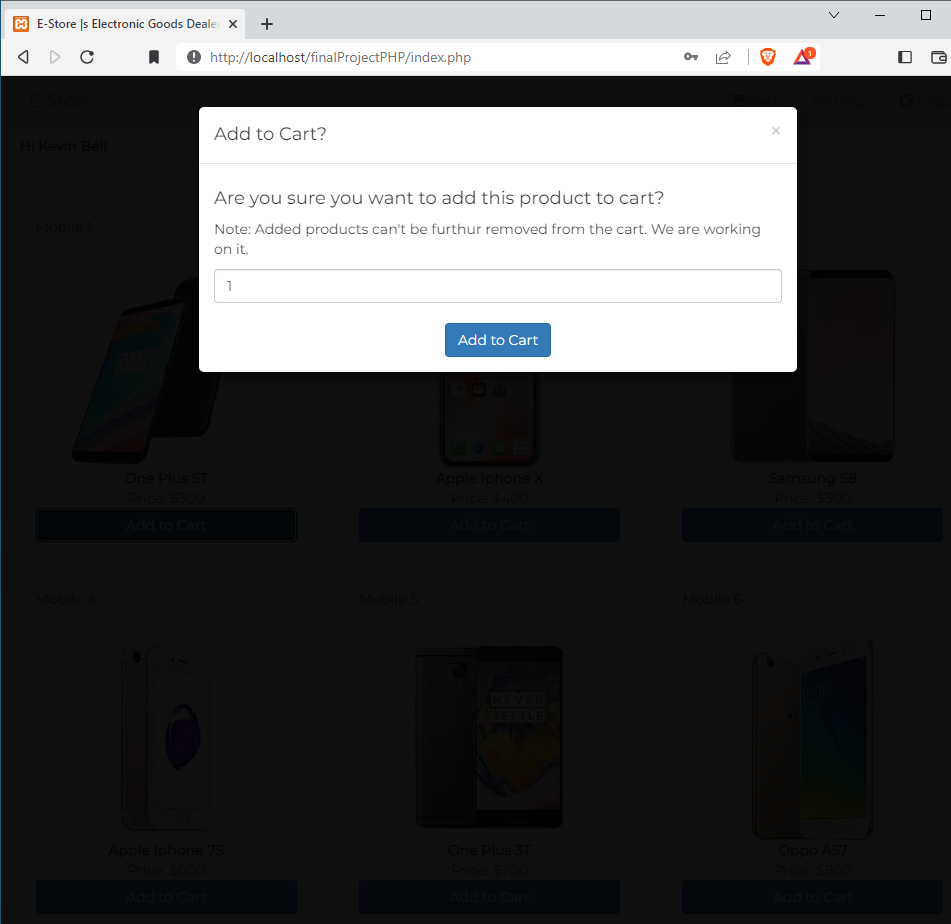 E-Store |s Electronic Goods Dealer
http://localhost/finalProjectPHP/index.php
1
E-Store
Cart
Settings
Hi Kevin Bell
Add to Cart?
×
Are you sure you want to add this product to cart?
Note: Added products can't be furthur removed from the cart. We are working
on it.
1
Add to Cart
Mobile 1
One Plus 5T
Price: $300
Add to Cart
Apple Iphone X
Price: $400
Add to Cart
Samsung S8
Price: $500
Add to Cart
Mobile 4
Mobile 5
Mobile 6
NEVER
SETTLE
Apple Iphone 7S
Price: $600
Add to Cart
One Plus 3T
Price: $700
Add to Cart
Oppo A57
Price: $800
Add to Cart